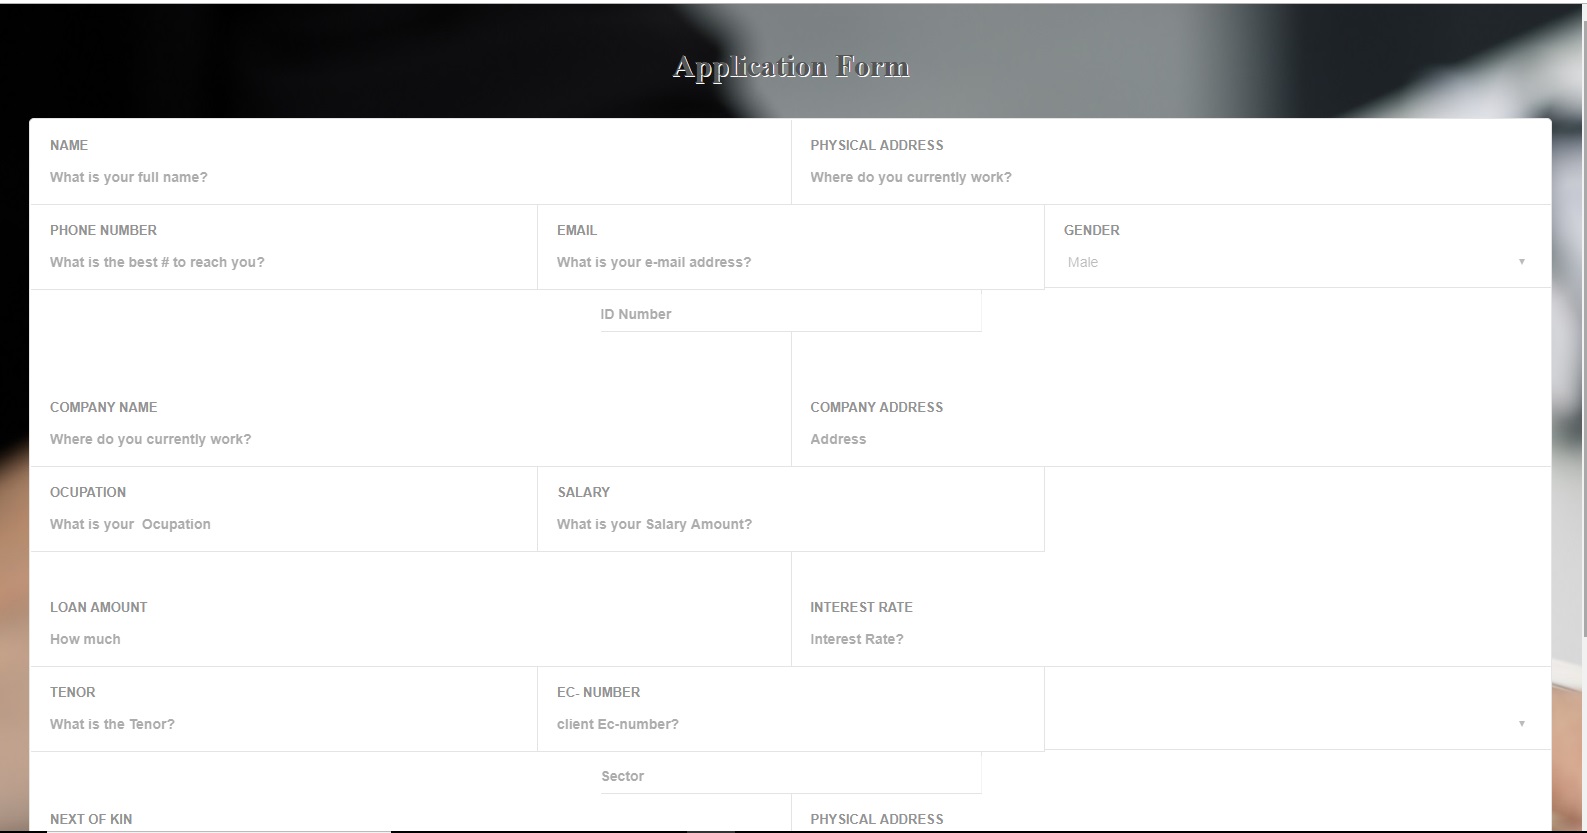 Application Form
NAME
What is your full name?
PHYSICAL ADDRESS
Where do you currently work?
PHONE NUMBER
What is the best # to reach you?
EMAIL
What is your e-mail address?
GENDER
Male
ID Number
COMPANY NAME
Where do you currently work?
COMPANY ADDRESS
Address
OCUPATION
What is your  Ocupation
SALARY
What is your Salary Amount?
LOAN AMOUNT
How much
INTEREST RATE
Interest Rate?
TENOR
What is the Tenor?
EC- NUMBER
client Ec-number?
Sector
NEXT OF KIN
PHYSICAL ADDRESS